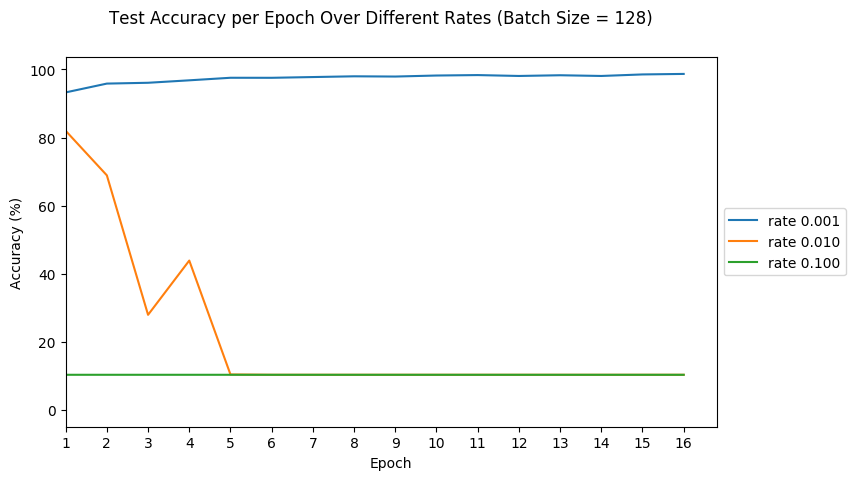 Test Accuracy per Epoch Over Different Rates (Batch Size = 128)
100
80
60
40
20
0
Accuracy (%)
1 2 3 4 5 6 7 8 9 10 11 12 13 14 15 16
Epoch
rate 0.001
rate 0.010
rate 0.100